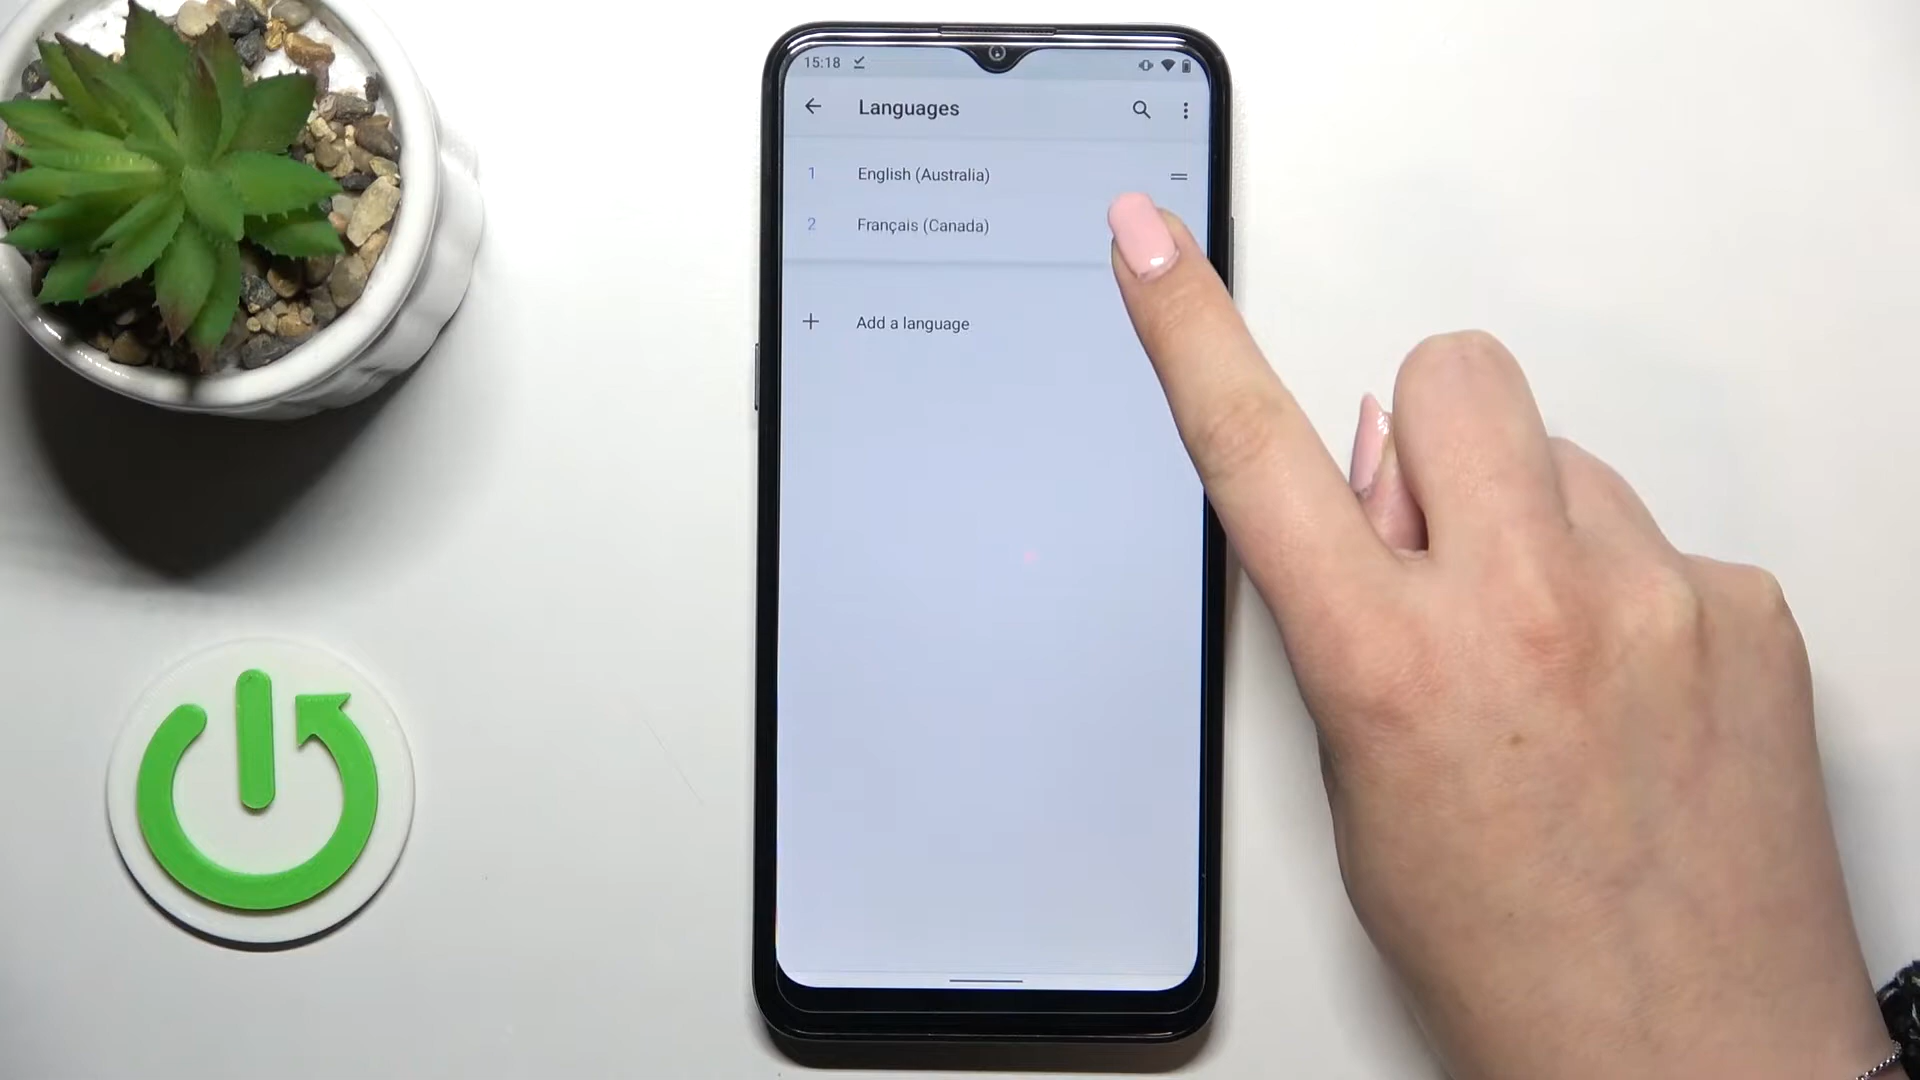 15:18
Languages
1 English (Australia)
2 Français (Canada)
+ Add a language